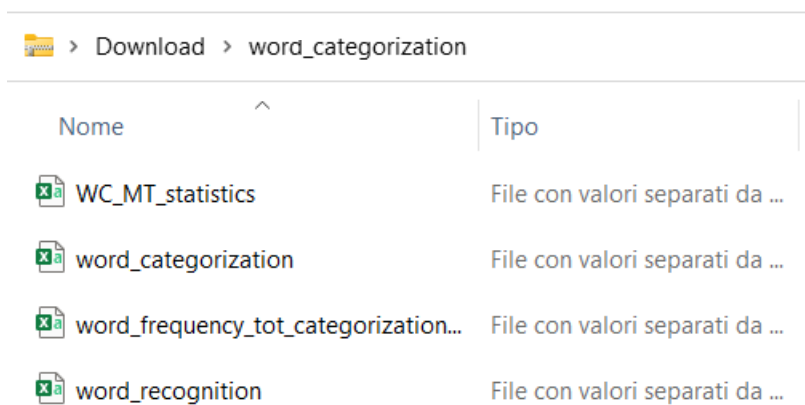 Download > word_categorization
Nome Tipo
WC_MT_statistics File con valori separati da ...
word_categorization File con valori separati da ...
word_frequency_tot_categorization... File con valori separati da ...
word_recognition File con valori separati da ...